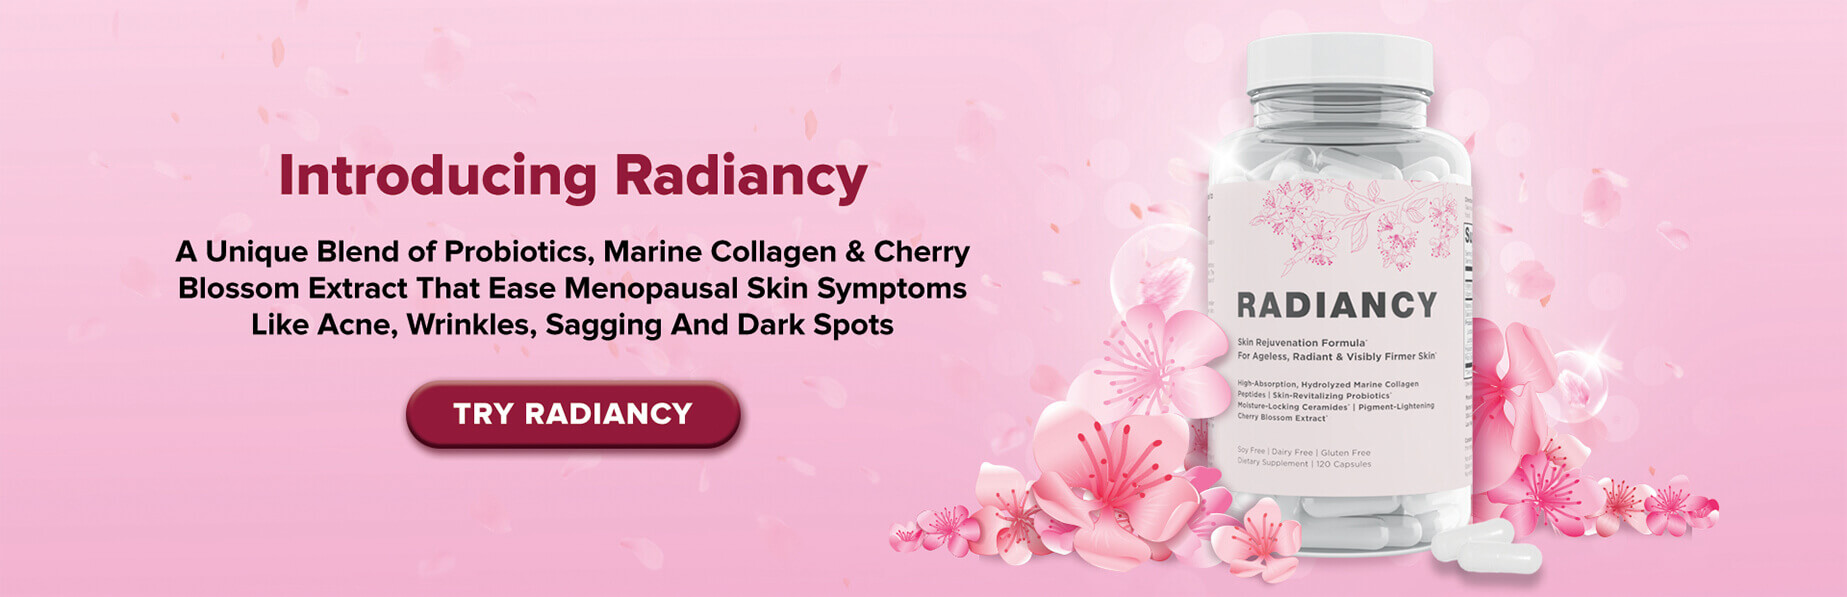 Introducing Radiancy
A Unique Blend of Probiotics, Marine Collagen & Cherry
Blossom Extract That Ease Menopausal Skin Symptoms
Like Acne, Wrinkles, Sagging And Dark Spots
TRY RADIANCY
RADIANCY
Skin Rejuvenation Formula*
For Ageless, Radiant & Visibly Firmer Skin*
High-Absorption, Hydrolyzed Marine Collagen
Peptides | Skin-Revitalizing Probiotics*
Moisture-Locking Ceramides* | Pigment-Lightening
Cherry Blossom Extract*
Soy Free | Dairy Free | Gluten Free
Dietary Supplement | 120 Capsules